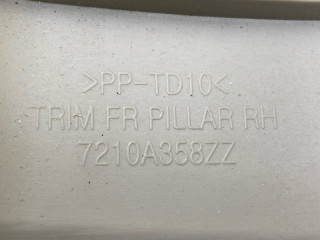 >PP-TD10<
TRIM FR PILLAR RH
7210A358ZZ